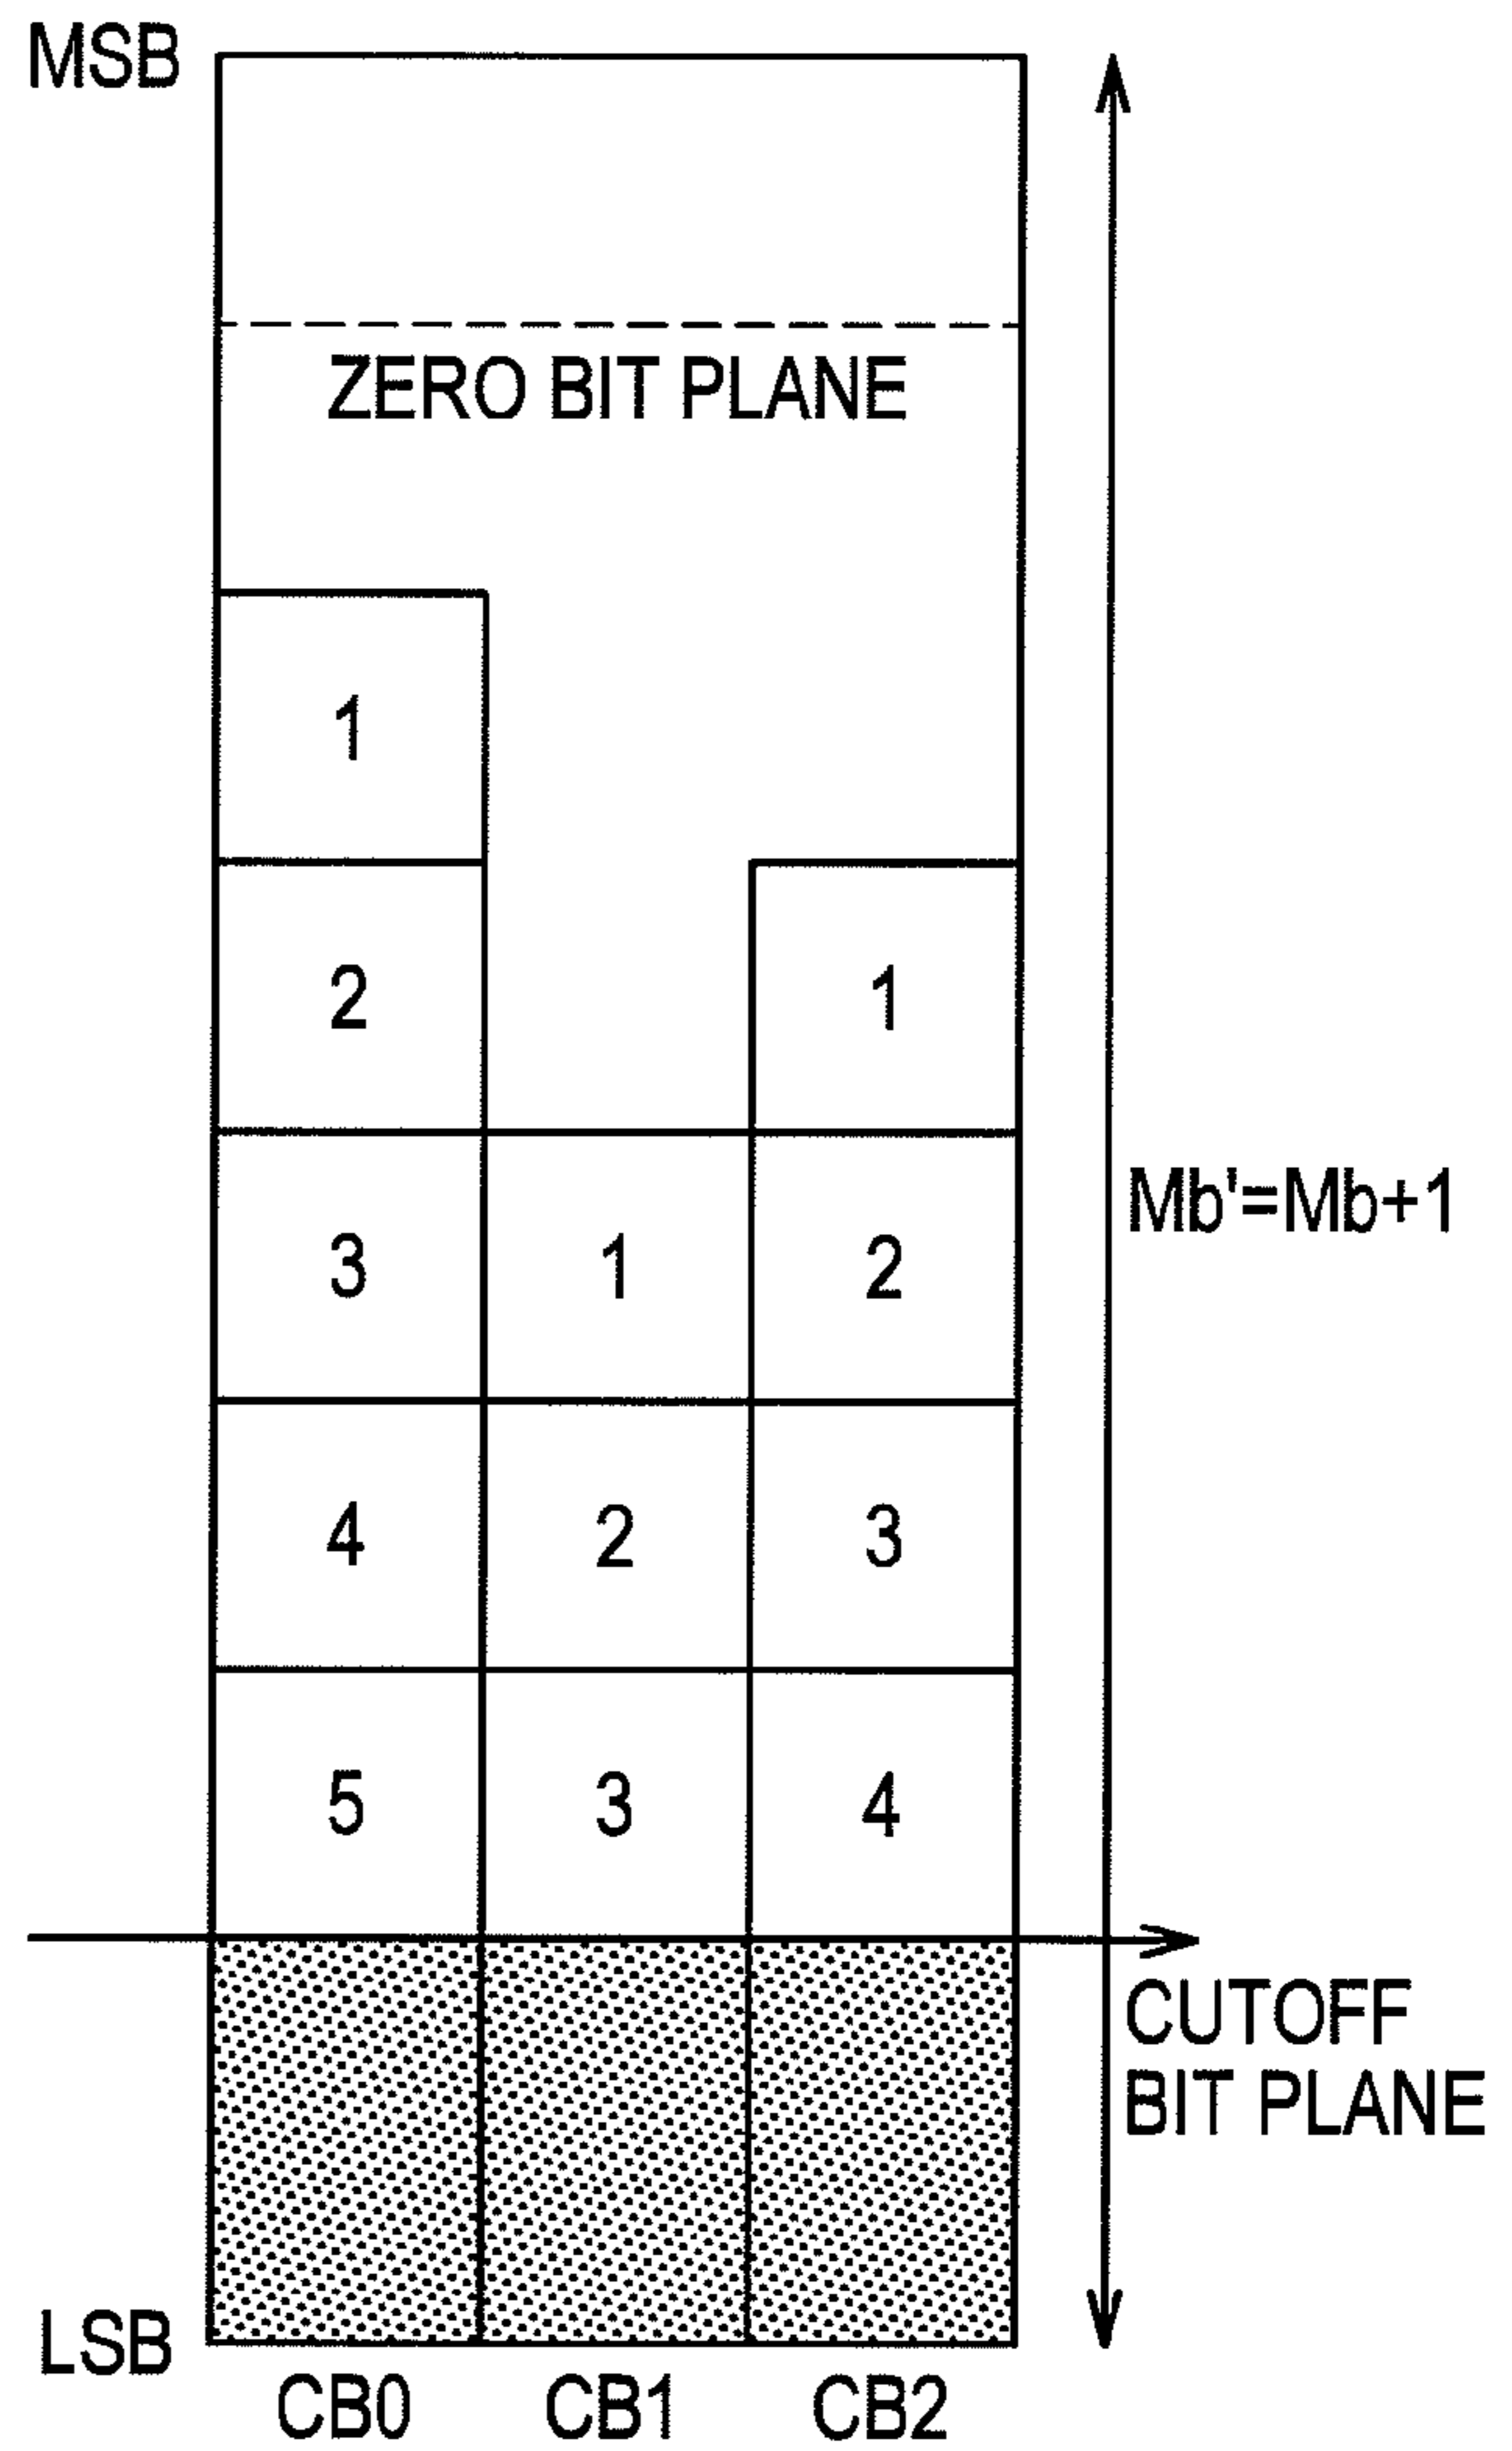 MSB
ZERO BIT PLANE
1
2 1
3 1 2
Mb'=Mb+1
4 2 3
5 3 4
CUTOFF
BIT PLANE
LSB
CB0 CB1 CB2